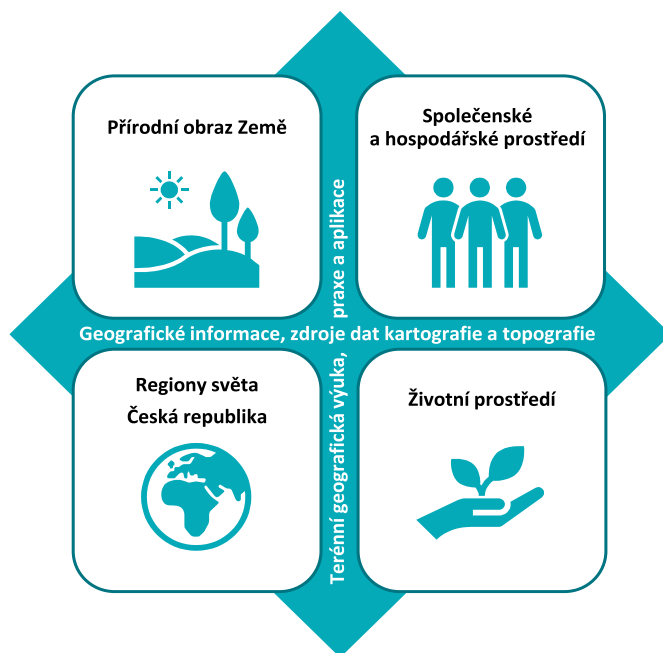 Přírodní obraz Země
Společenské
a hospodářské prostředí
Geografické informace, zdroje dat kartografie a topografie
Terénní geografická výuka, praxe a aplikace
Regiony světa
Česká republika
Životní prostředí